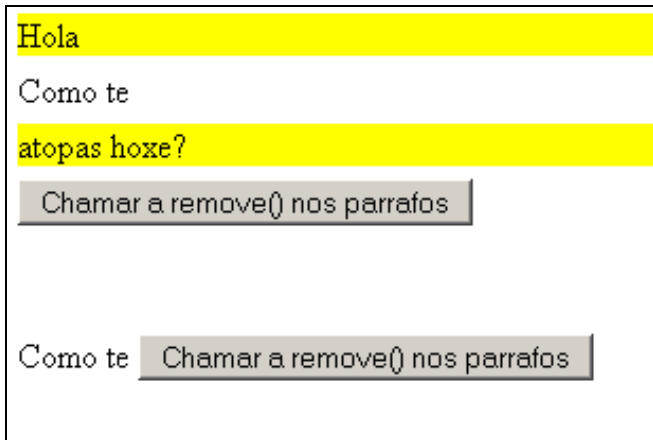 Hola
Como te
atopas hoxe?
Chamar a remove() nos parrafos
Como te Chamar a remove() nos parrafos